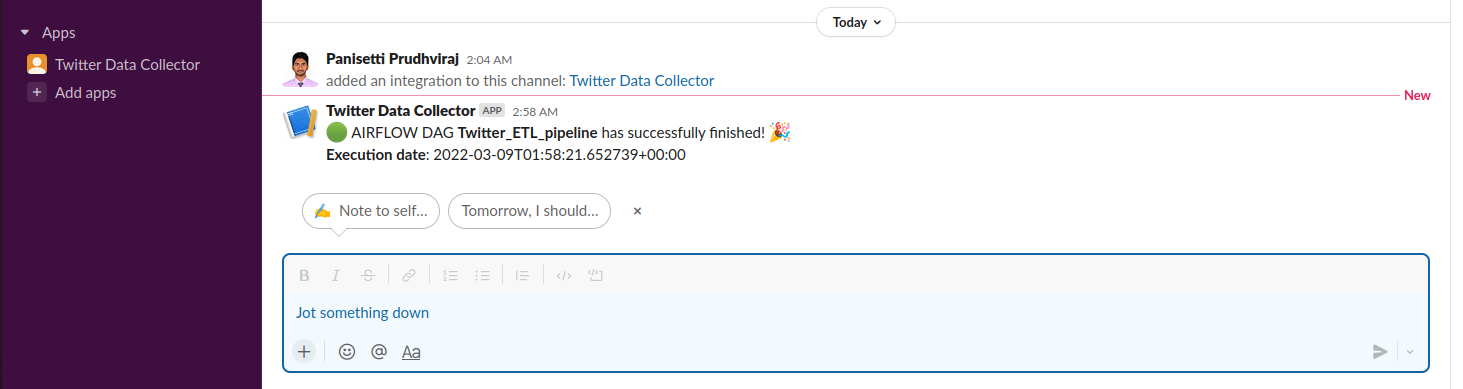 Apps
Twitter Data Collector
Add apps
Today
Panisetti Prudhviraj 2:04 AM
added an integration to this channel: Twitter Data Collector
New
Twitter Data Collector APP 2:58 AM
AIRFLOW DAG Twitter_ETL_pipeline has successfully finished!
Execution date: 2022-03-09T01:58:21.652739+00:00
Note to self... Tomorrow, I should...
B I S
Jot something down
@ Aa